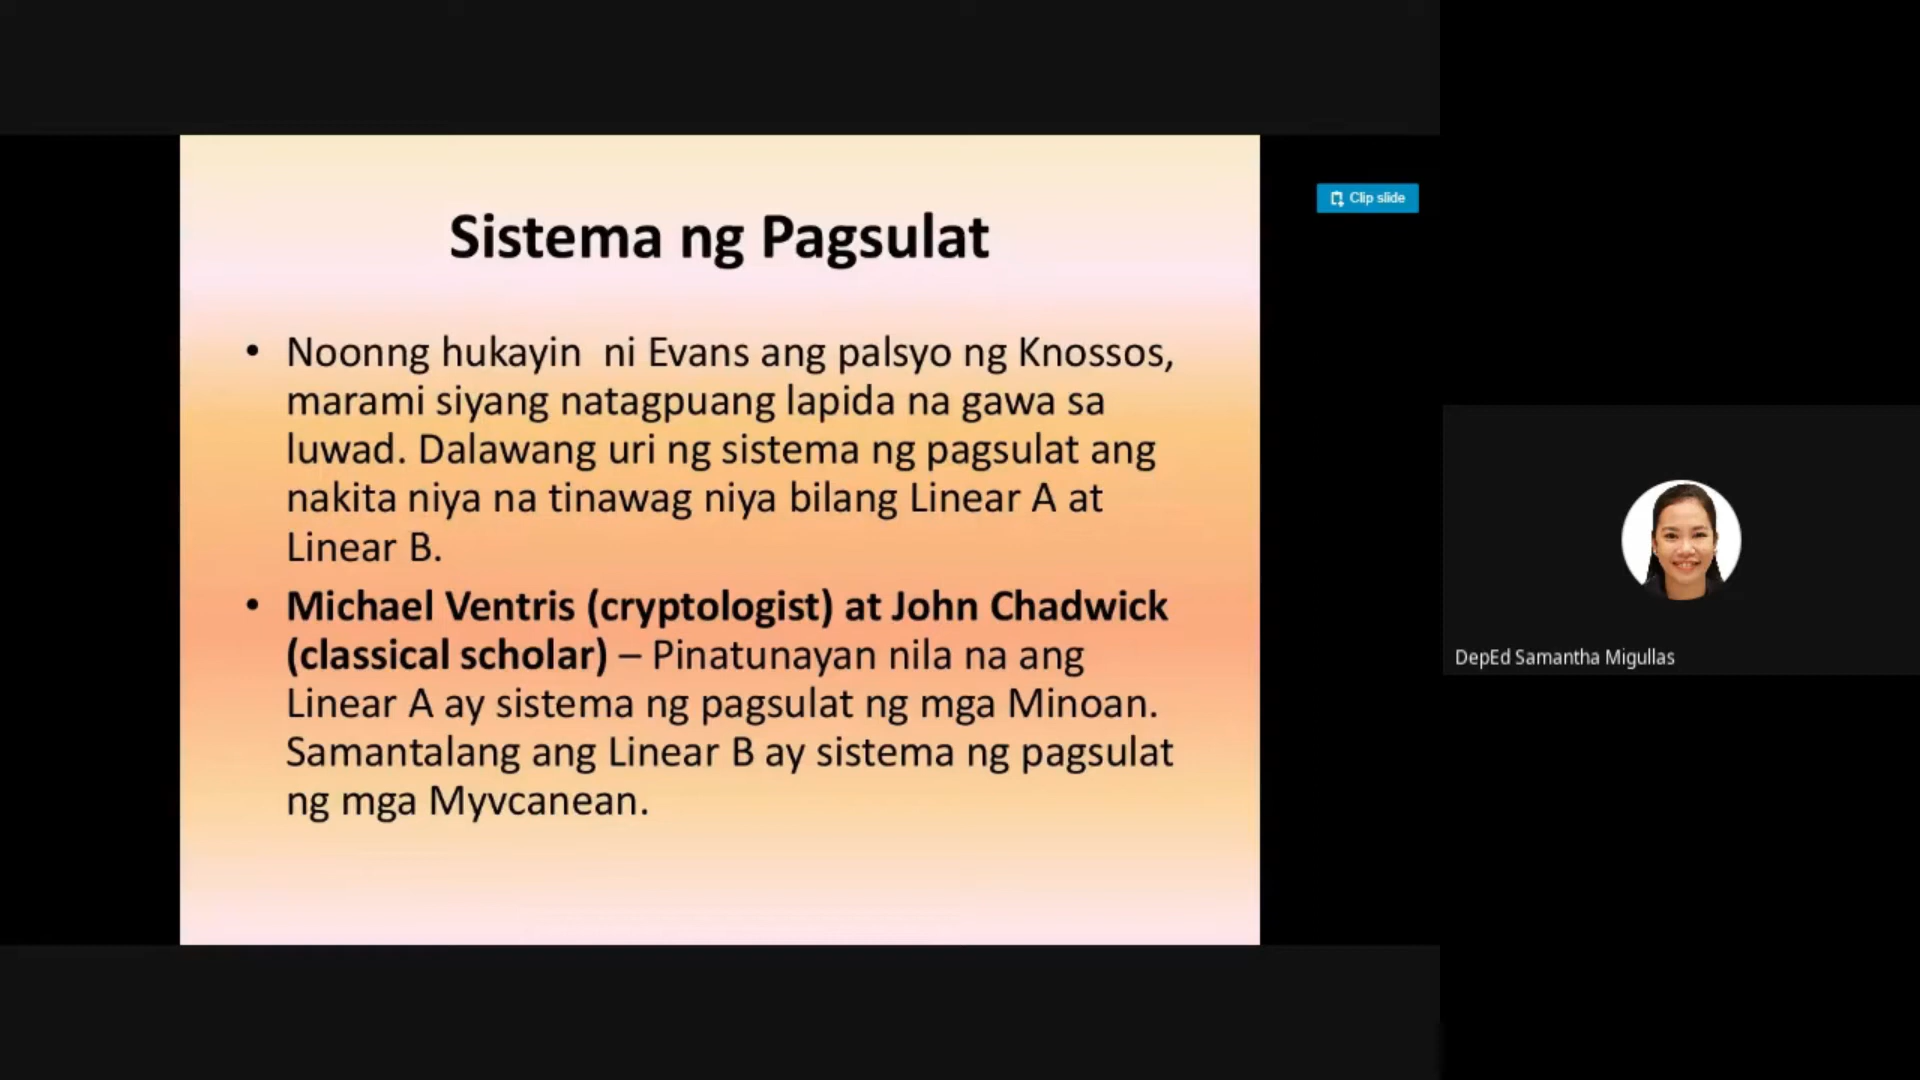 Sistema ng Pagsulat
Clip slide
• Noonng hukayin ni Evans ang palsyo ng Knossos,
marami siyang natagpuang lapida na gawa sa
luwad. Dalawang uri ng sistema ng pagsulat ang
nakita niya na tinawag niya bilang Linear A at
Linear B.
• Michael Ventris (cryptologist) at John Chadwick
(classical scholar) – Pinatunayan nila na ang
Linear A ay sistema ng pagsulat ng mga Minoan.
Samantalang ang Linear B ay sistema ng pagsulat
ng mga Myvcanean.
DepEd Samantha Migullas